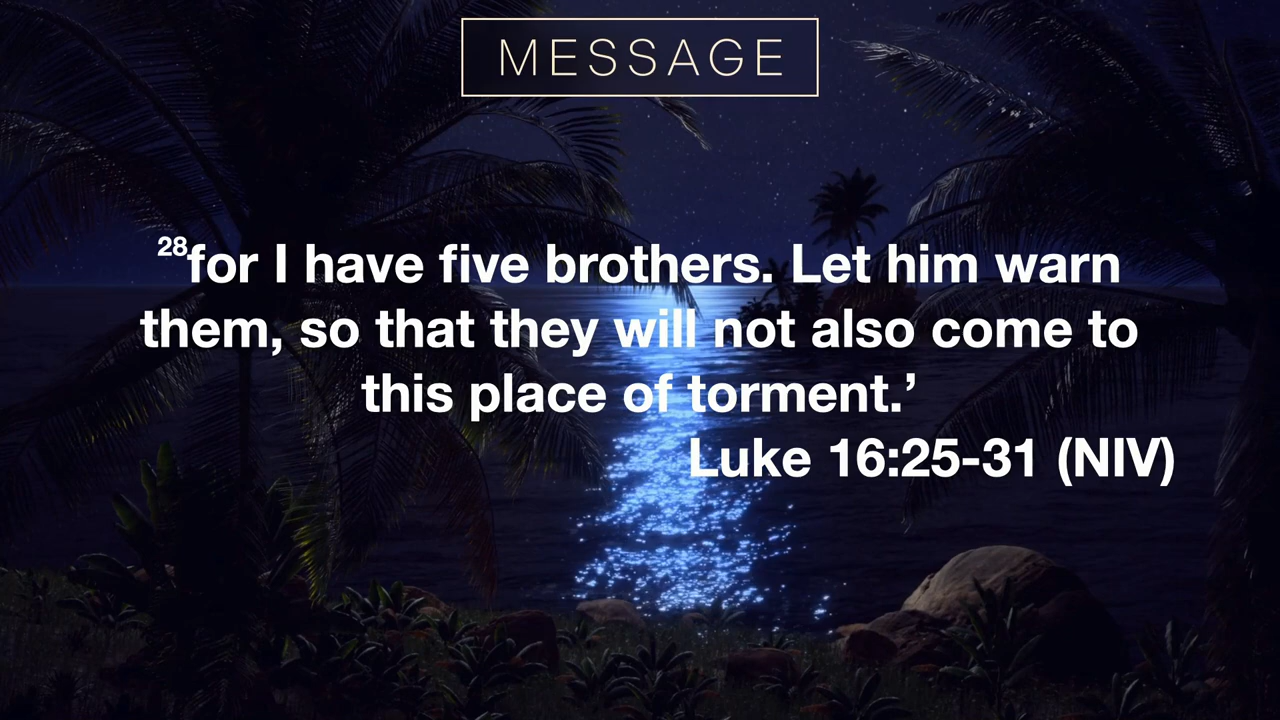 MESSAGE
28for I have five brothers. Let him warn
them, so that they will not also come to
this place of torment.’
Luke 16:25-31 (NIV)